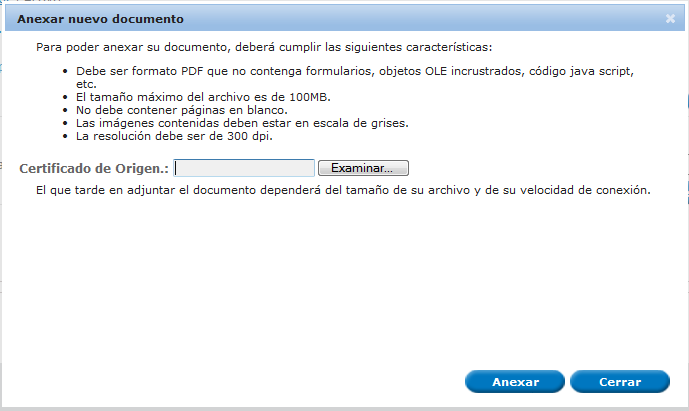 Anexar nuevo documento
Para poder anexar su documento, deberá cumplir las siguientes características:
• Debe ser formato PDF que no contenga formularios, objetos OLE incrustrados, código java script,
etc.
• El tamaño máximo del archivo es de 100MB.
• No debe contener páginas en blanco.
• Las imágenes contenidas deben estar en escala de grises.
• La resolución debe ser de 300 dpi.
Certificado de Origen.: Examinar...
El que tarde en adjuntar el documento dependerá del tamaño de su archivo y de su velocidad de conexión.
Anexar Cerrar